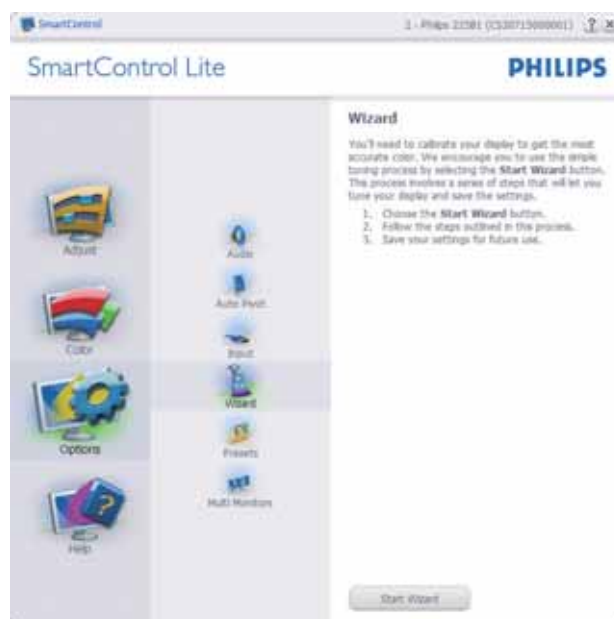 SmartControl
SmartControl Lite
PHILIPS
Adjust
Color
Options
Help
Audio
Auto Pivot
Input
Wizard
Presets
Multi Monitors
Wizard
You'll need to calibrate your display to get the most
accurate color. We encourage you to use the simple
tuning process by selecting the Start Wizard button.
The process involves a series of steps that will let you
tune your display and save the settings.
1. Choose the Start Wizard button.
2. Follow the steps outlined in the process.
3. Save your settings for future use.
Start Wizard